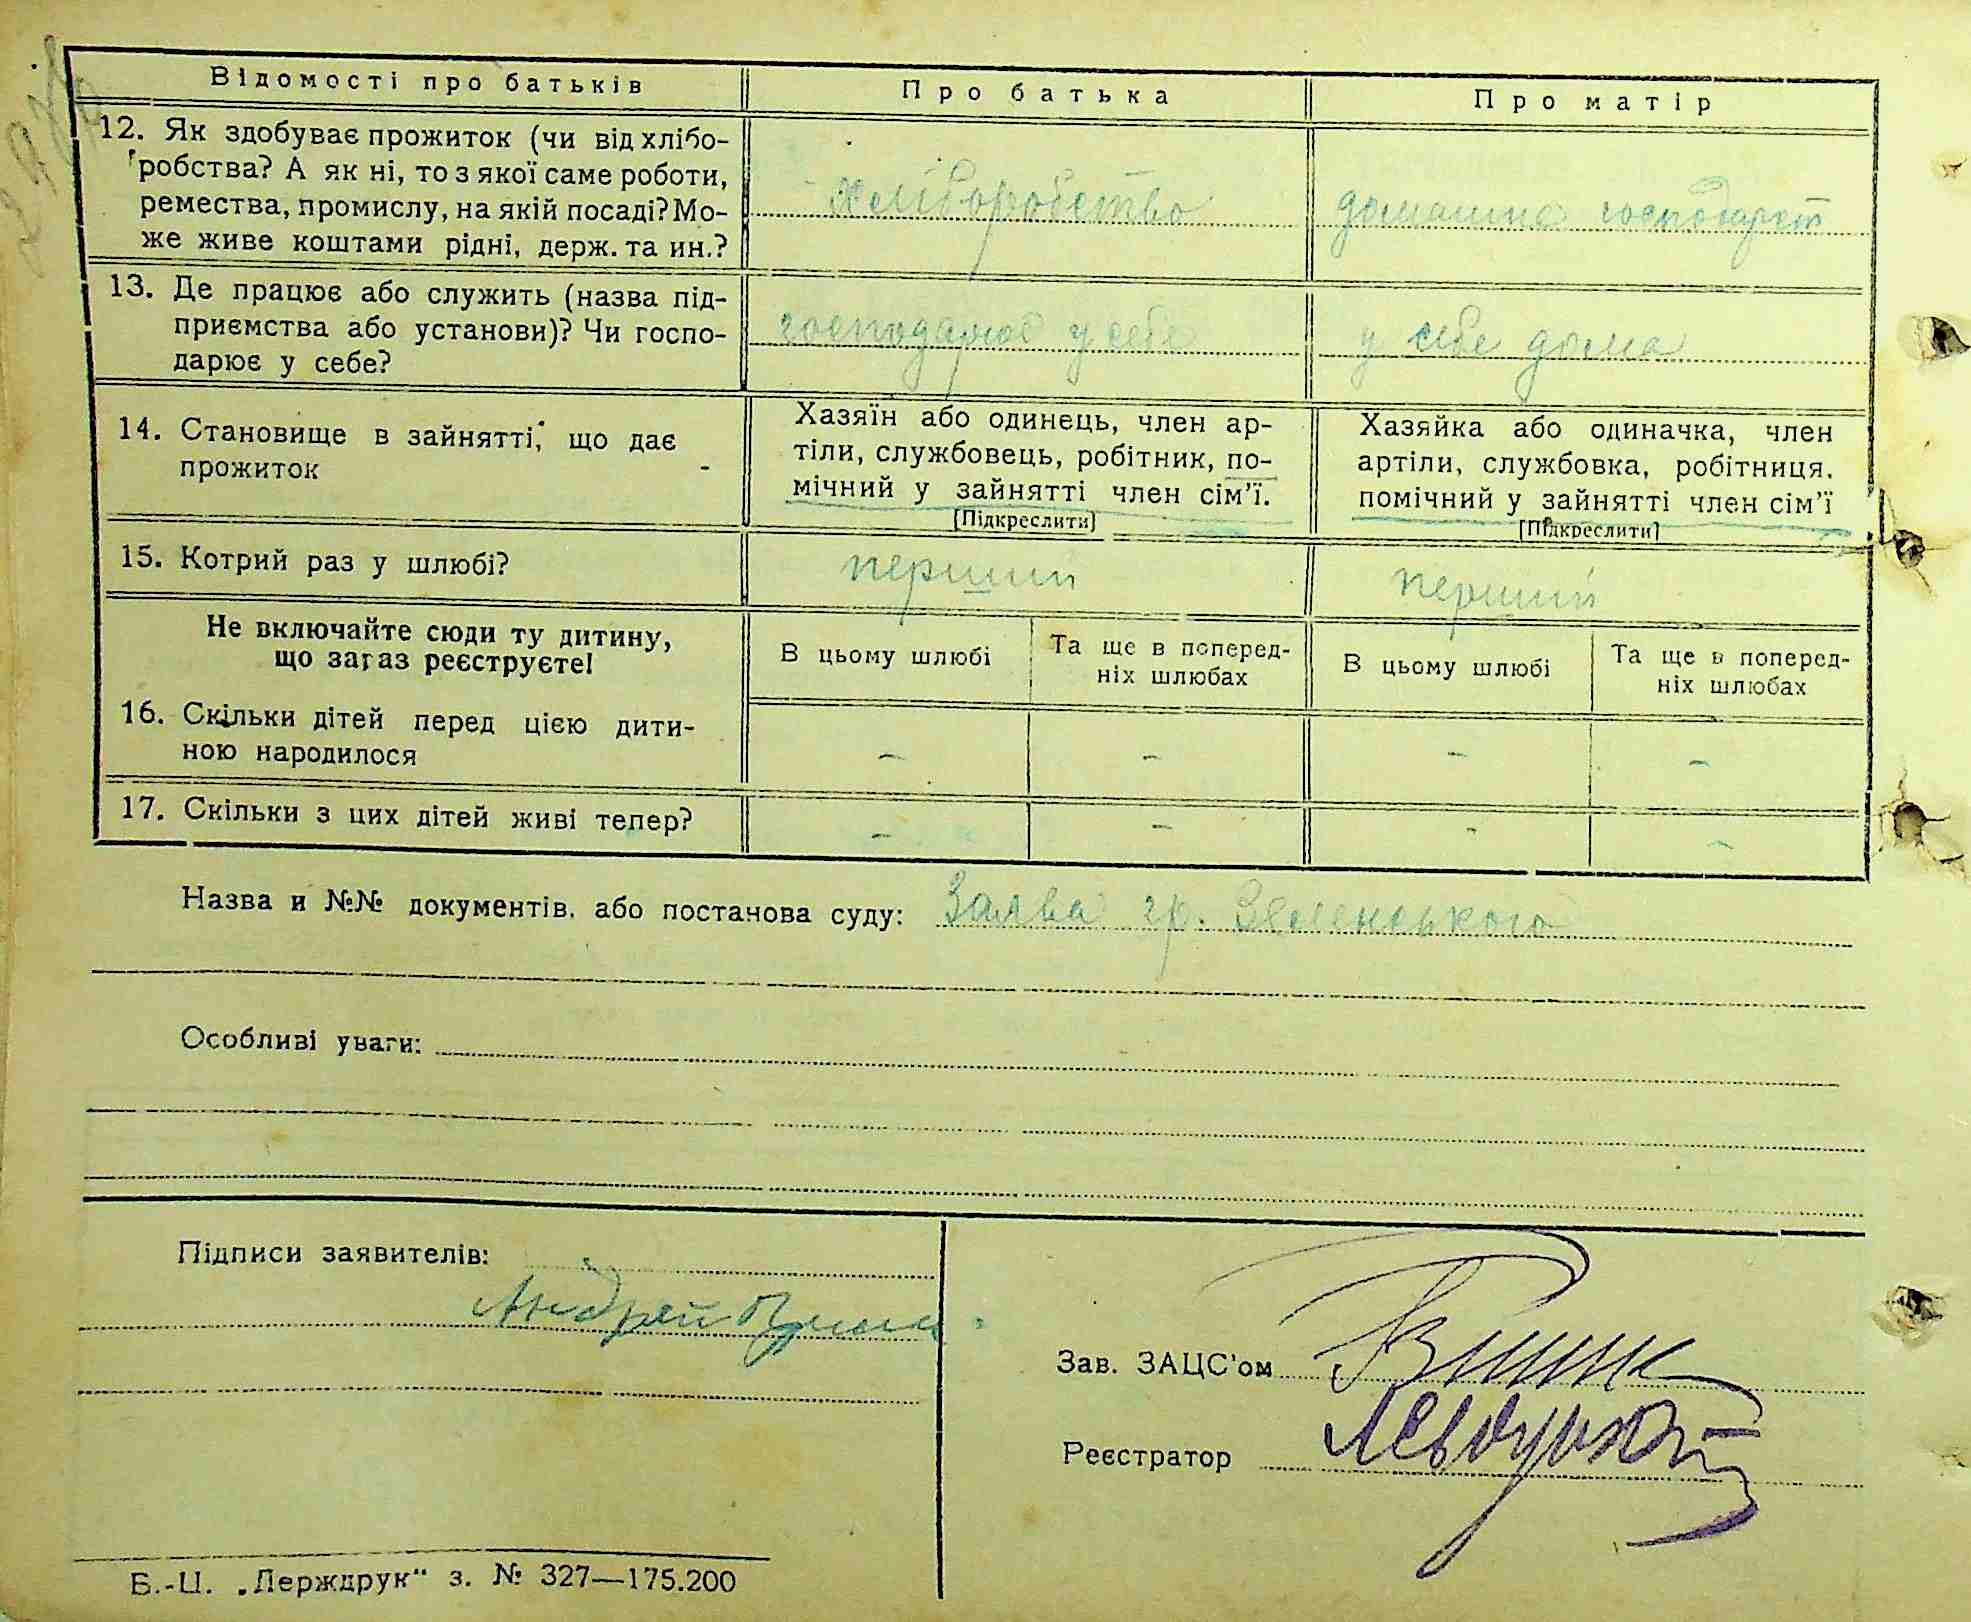 Відомості про батьків
Про батька
Про матір
12. Як здобуває прожиток (чи від хлібо-
робства? А як ні, то з якої саме роботи,
ремества, промислу, на якій посаді? Мо-
же живе коштами рідні, держ. та ин.?
хліборобство
домашнє господарст
13. Де працює або служить (назва під-
приємства або установи)? Чи госпо-
дарює у себе?
господарює у себе
у себе дома
14. Становище в зайнятті, що дає
прожиток
Хазяїн або одинець, член ар-
тіли, службовець, робітник, по-
мічний у зайнятті член сім'ї.
[Підкреслити]
Хазяйка або одиначка, член
артіли, службовка, робітниця,
помічний у зайнятті член сім'ї
[Підкреслити]
15. Котрий раз у шлюбі?
перший
перший
Не включайте сюди ту дитину,
що зараз реєструєте!
В цьому шлюбі
Та ще в поперед-
ніх шлюбах
В цьому шлюбі
Та ще в поперед-
ніх шлюбах
16. Скільки дітей перед цією дити-
ною народилося
– – – –
17. Скільки з цих дітей живі тепер?
– – – –
Назва и №№ документів, або постанова суду: Заява гр. Зеленського
Особливі уваги:
Підписи заявителів:
Андрей
Зав. ЗАЦС'ом
Реєстратор
Б.-Ц. „Держдрук" з. № 327—175.200